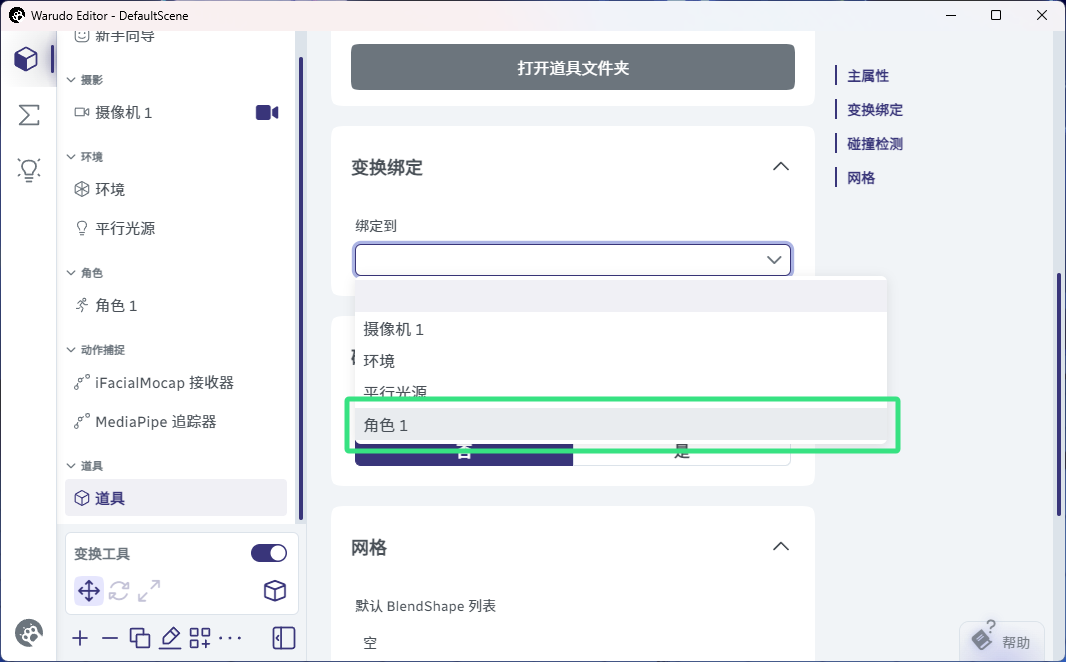 Warudo Editor - DefaultScene
新手向导
摄影
摄像机 1
环境
环境
平行光源
角色
角色 1
动作捕捉
iFacialMocap 接收器
MediaPipe 追踪器
道具
道具
变换工具
打开道具文件夹
变换绑定
绑定到
摄像机 1
环境
平行光源
角色 1
否
是
网格
默认 BlendShape 列表
空
主属性
变换绑定
碰撞检测
网格
帮助